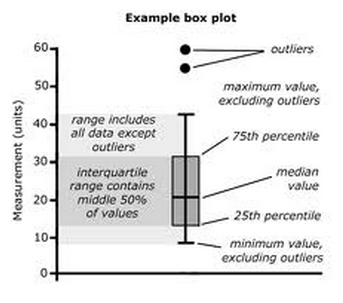 Example box plot
60
50
40
30
20
10
0
Measurement (units)
outliers
maximum value,
excluding outliers
range includes
all data except
outliers
75th percentile
interquartile
range contains
middle 50%
of values
median
value
25th percentile
minimum value,
excluding outliers